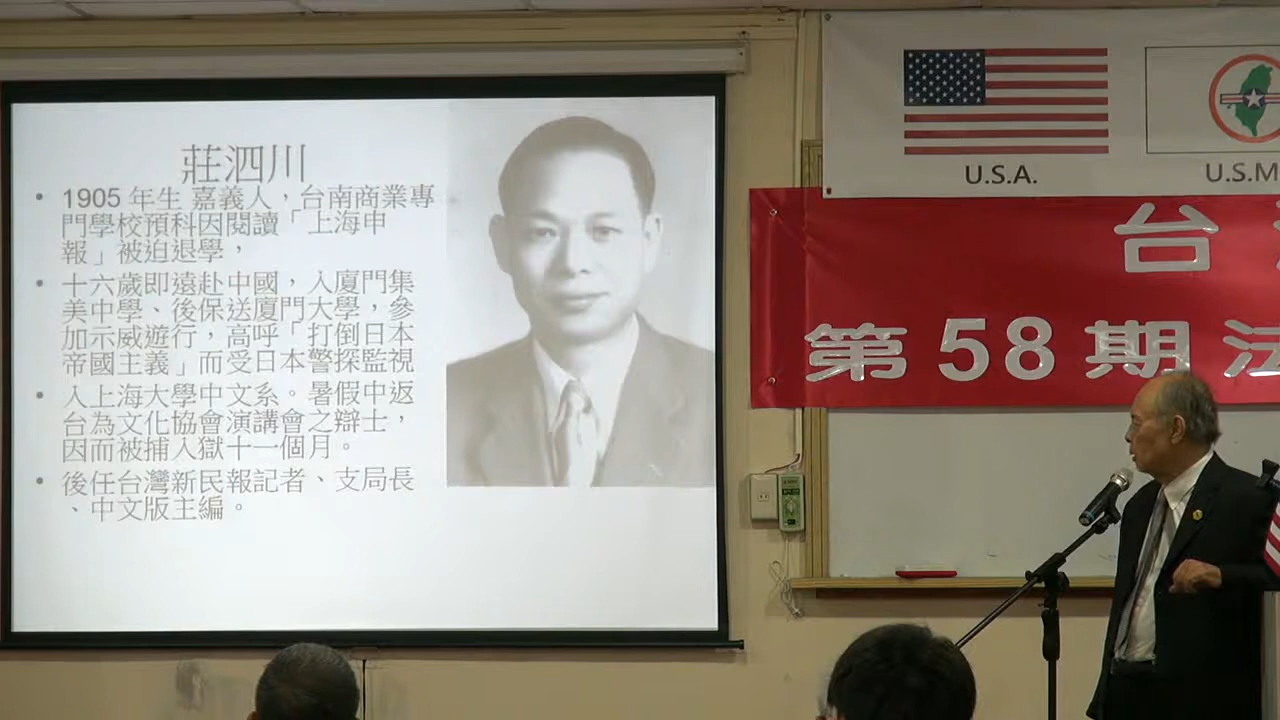 莊泗川
• 1905 年生 嘉義人，台南商業專
門學校預科因閱讀「上海申
報」被迫退學，
• 十六歲即遠赴中國，入廈門集
美中學、後保送廈門大學，參
加示威遊行，高呼「打倒日本
帝國主義」而受日本警探監視
• 入上海大學中文系。暑假中返
台為文化協會演講會之辯士，
因而被捕入獄十一個月。
• 後任台灣新民報記者、支局長
、中文版主編。
U.S.A.
U.S.M
台
第 58 期 法